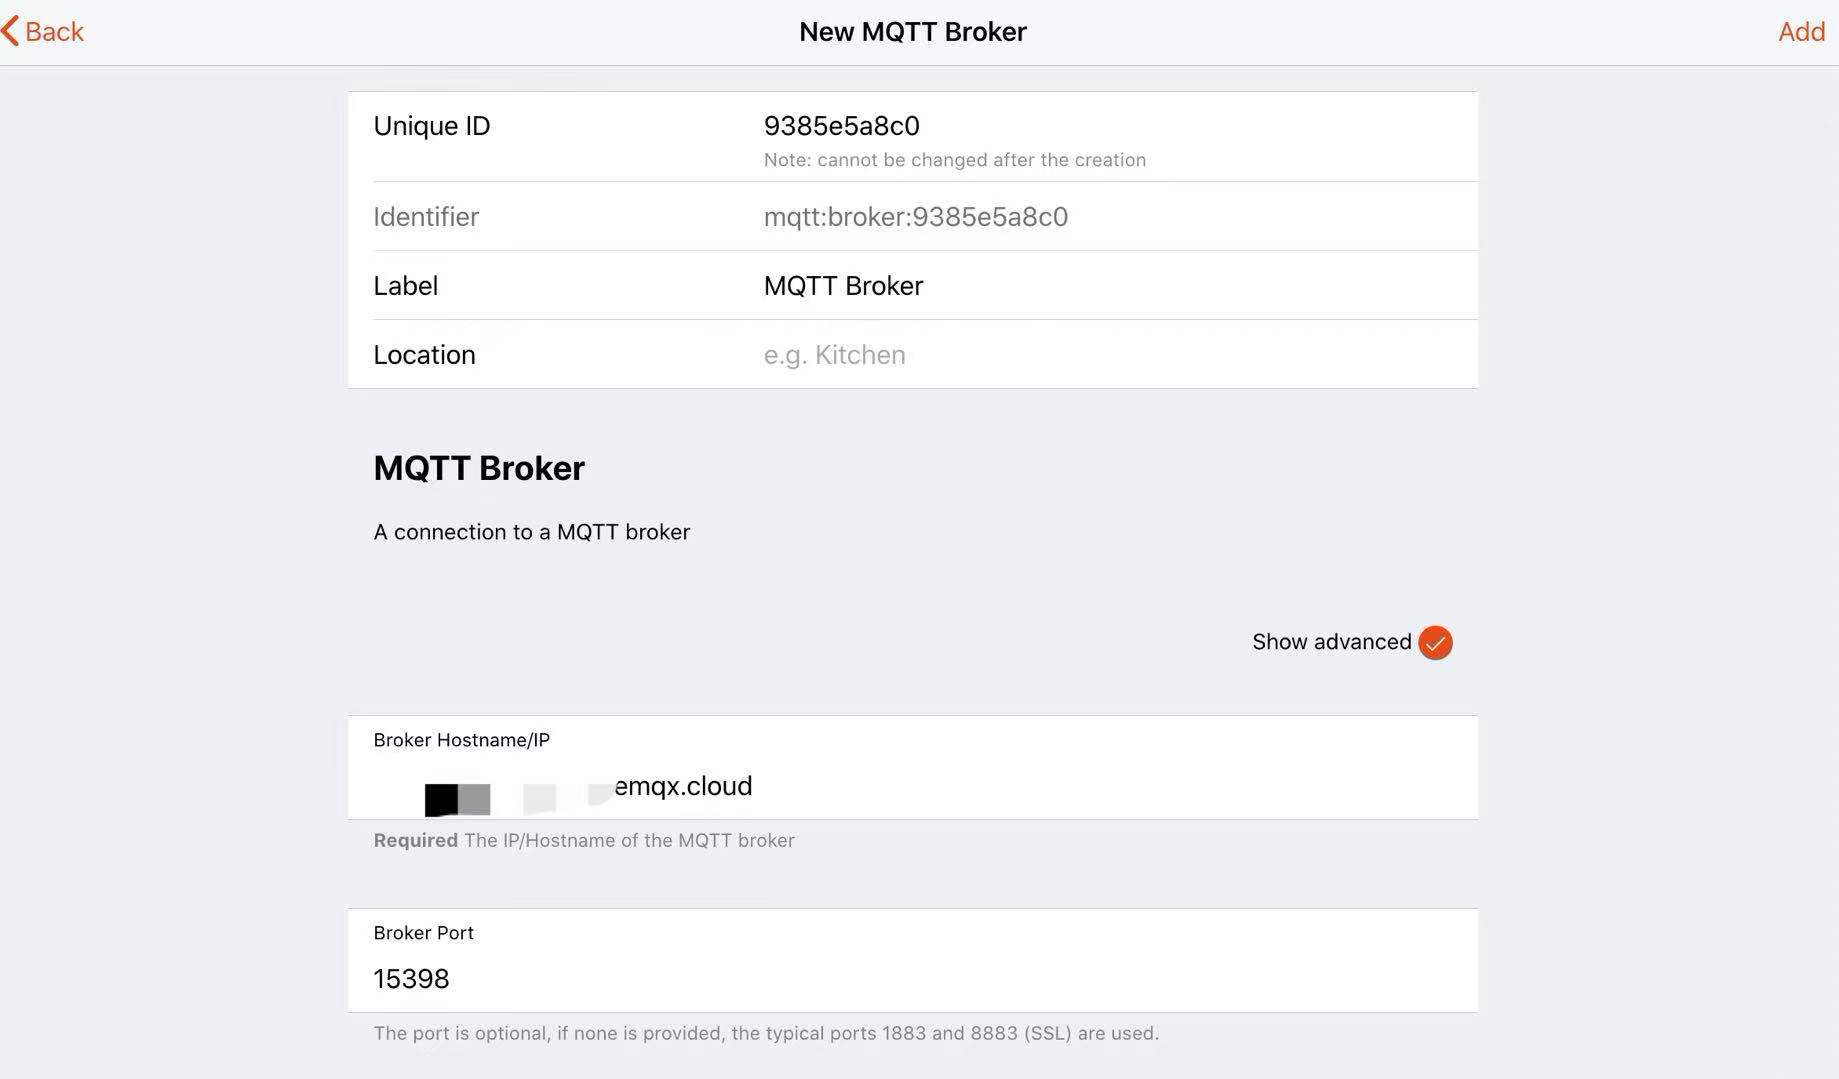 Back
New MQTT Broker
Add
Unique ID
9385e5a8c0
Note: cannot be changed after the creation
Identifier
mqtt:broker:9385e5a8c0
Label
MQTT Broker
Location
e.g. Kitchen
MQTT Broker
A connection to a MQTT broker
Show advanced
Broker Hostname/IP
emqx.cloud
Required The IP/Hostname of the MQTT broker
Broker Port
15398
The port is optional, if none is provided, the typical ports 1883 and 8883 (SSL) are used.